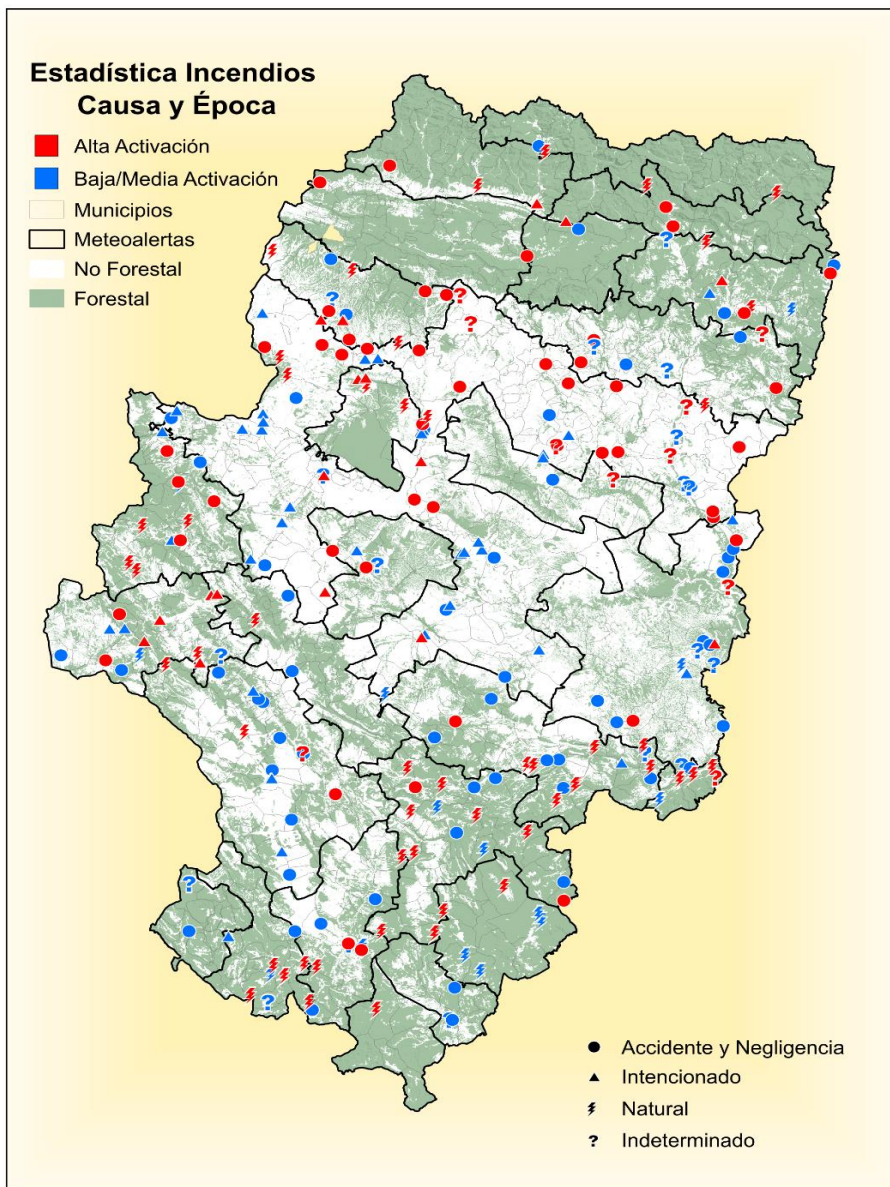 Estadística Incendios
Causa y Época
Alta Activación
Baja/Media Activación
Municipios
Meteoalertas
No Forestal
Forestal
Accidente y Negligencia
Intencionado
Natural
? Indeterminado